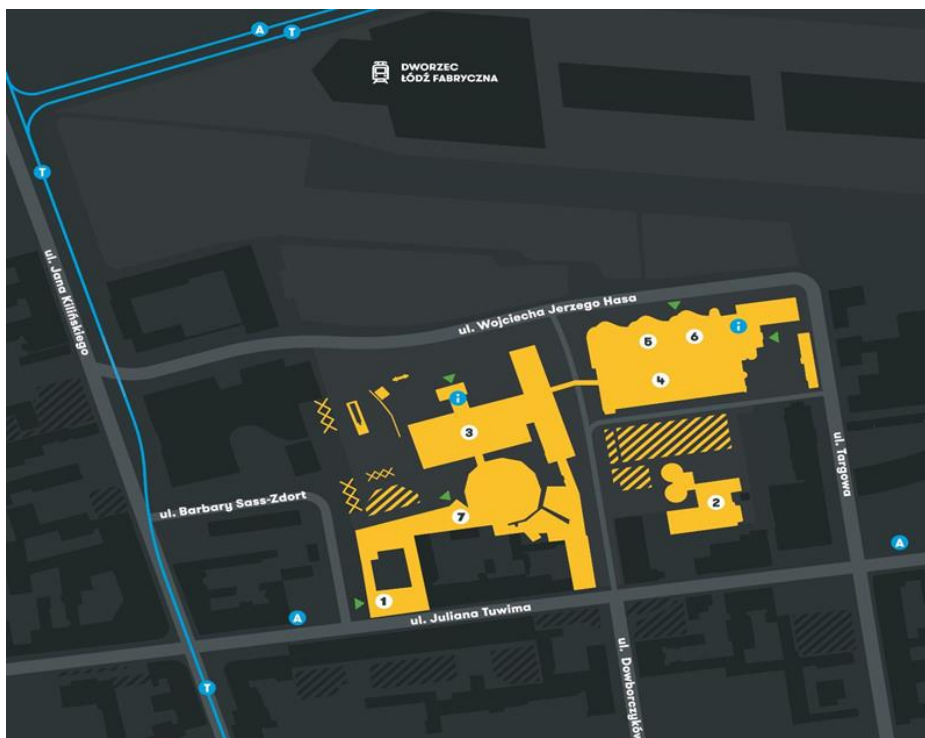 A
T
DWORZEC
ŁÓDŹ FABRYCZNA
T
ul. Jana Kilińskiego
ul. Wojciecha Jerzego Hasa
i
5
6
4
i
3
ul. Targowa
ul. Barbary Sass-Zdort
7
2
A
1
A
ul. Juliana Tuwima
T
ul. Dowborczyków